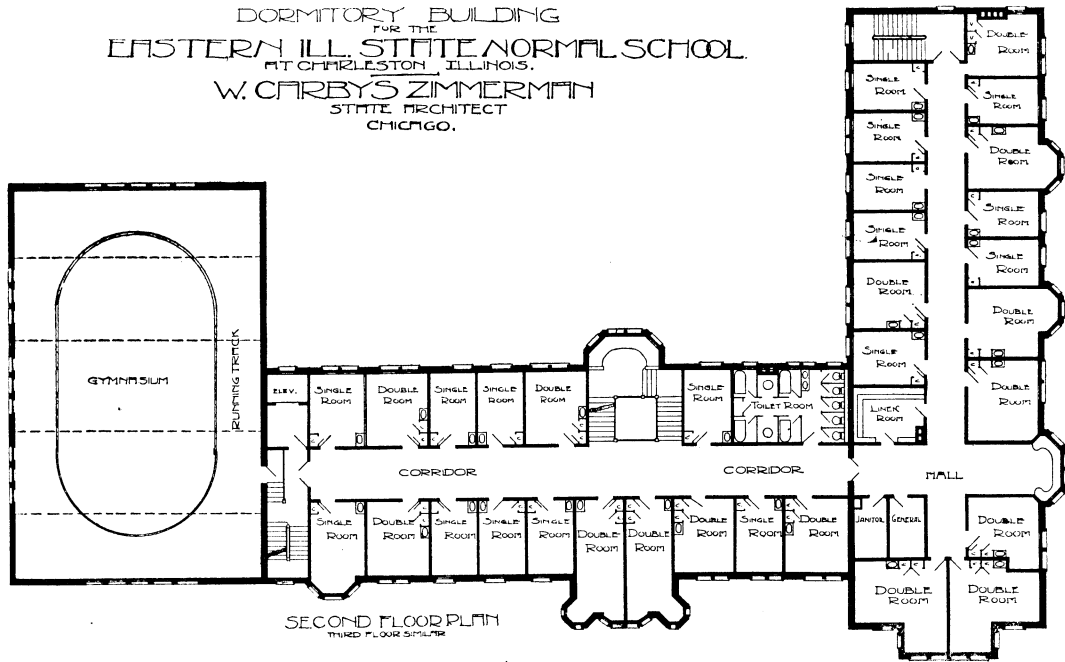 DORMITORY BUILDING
FOR THE
EASTERN ILL. STATE NORMAL SCHOOL.
AT CHARLESTON, ILLINOIS.
W. CARBYS ZIMMERMAN
STATE ARCHITECT
CHICAGO.
DOUBLE
ROOM
SINGLE
ROOM
SINGLE
ROOM
SINGLE
ROOM
DOUBLE
ROOM
SINGLE
ROOM
SINGLE
ROOM
SINGLE
ROOM
SINGLE
ROOM
DOUBLE
ROOM
DOUBLE
ROOM
SINGLE
ROOM
DOUBLE
ROOM
LINEN
ROOM
GYMNASIUM
RUNNING TRACK
ELEV.
SINGLE
ROOM
DOUBLE
ROOM
SINGLE
ROOM
SINGLE
ROOM
DOUBLE
ROOM
SINGLE
ROOM
TOILET ROOM
CORRIDOR
CORRIDOR
HALL
SINGLE
ROOM
DOUBLE
ROOM
SINGLE
ROOM
SINGLE
ROOM
SINGLE
ROOM
DOUBLE
ROOM
DOUBLE
ROOM
DOUBLE
ROOM
SINGLE
ROOM
DOUBLE
ROOM
JANITOR
GENERAL
DOUBLE
ROOM
DOUBLE
ROOM
DOUBLE
ROOM
SECOND FLOOR PLAN
THIRD FLOOR SIMILAR